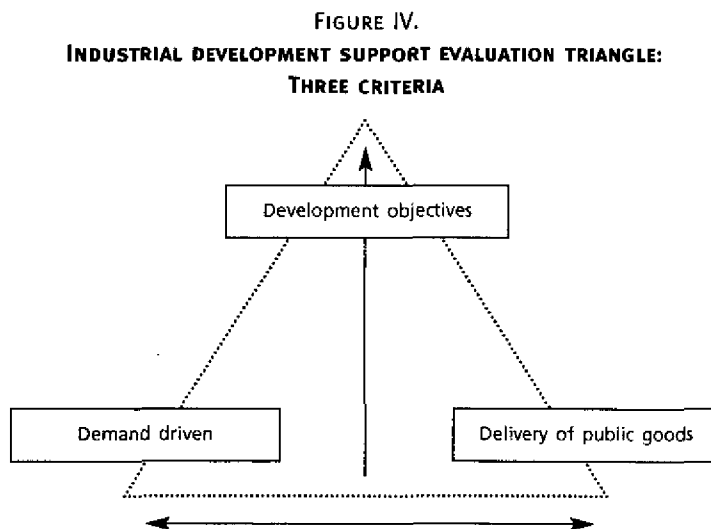 FIGURE IV.
INDUSTRIAL DEVELOPMENT SUPPORT EVALUATION TRIANGLE:
THREE CRITERIA
Development objectives
Demand driven
Delivery of public goods